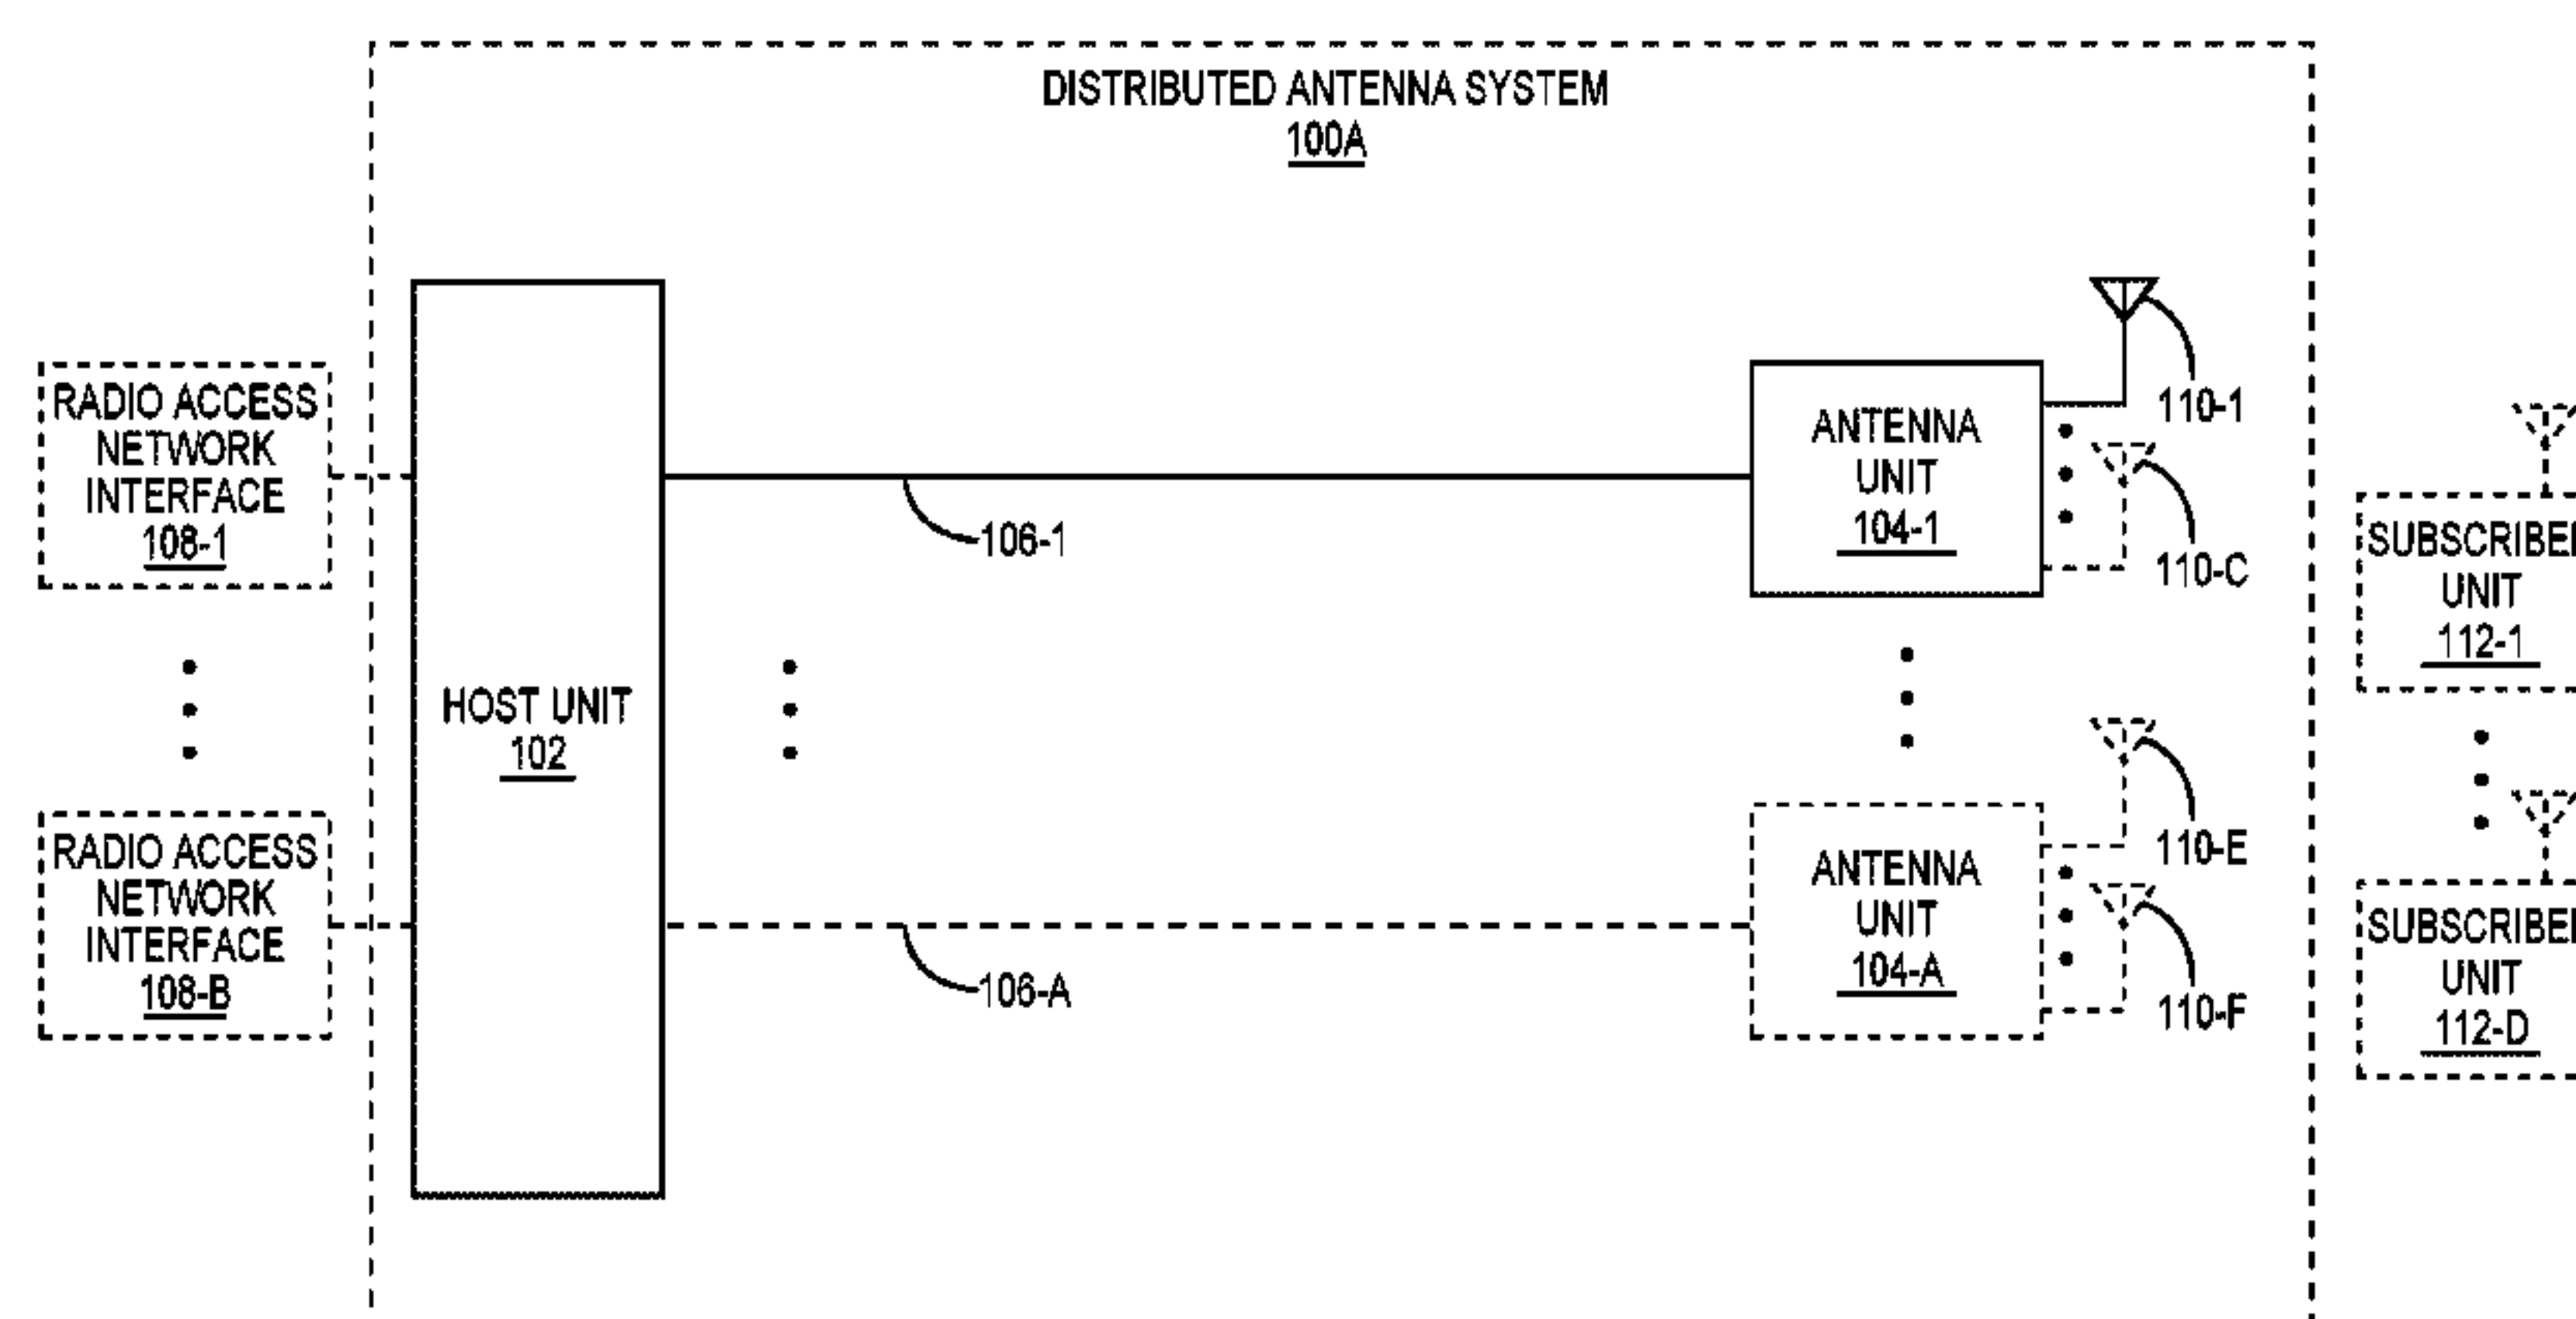 DISTRIBUTED ANTENNA SYSTEM
100A
RADIO ACCESS
NETWORK
INTERFACE
108-1
RADIO ACCESS
NETWORK
INTERFACE
108-B
HOST UNIT
102
106-1
106-A
ANTENNA
UNIT
104-1
110-1
110-C
ANTENNA
UNIT
104-A
110-E
110-F
SUBSCRIBER
UNIT
112-1
SUBSCRIBER
UNIT
112-D